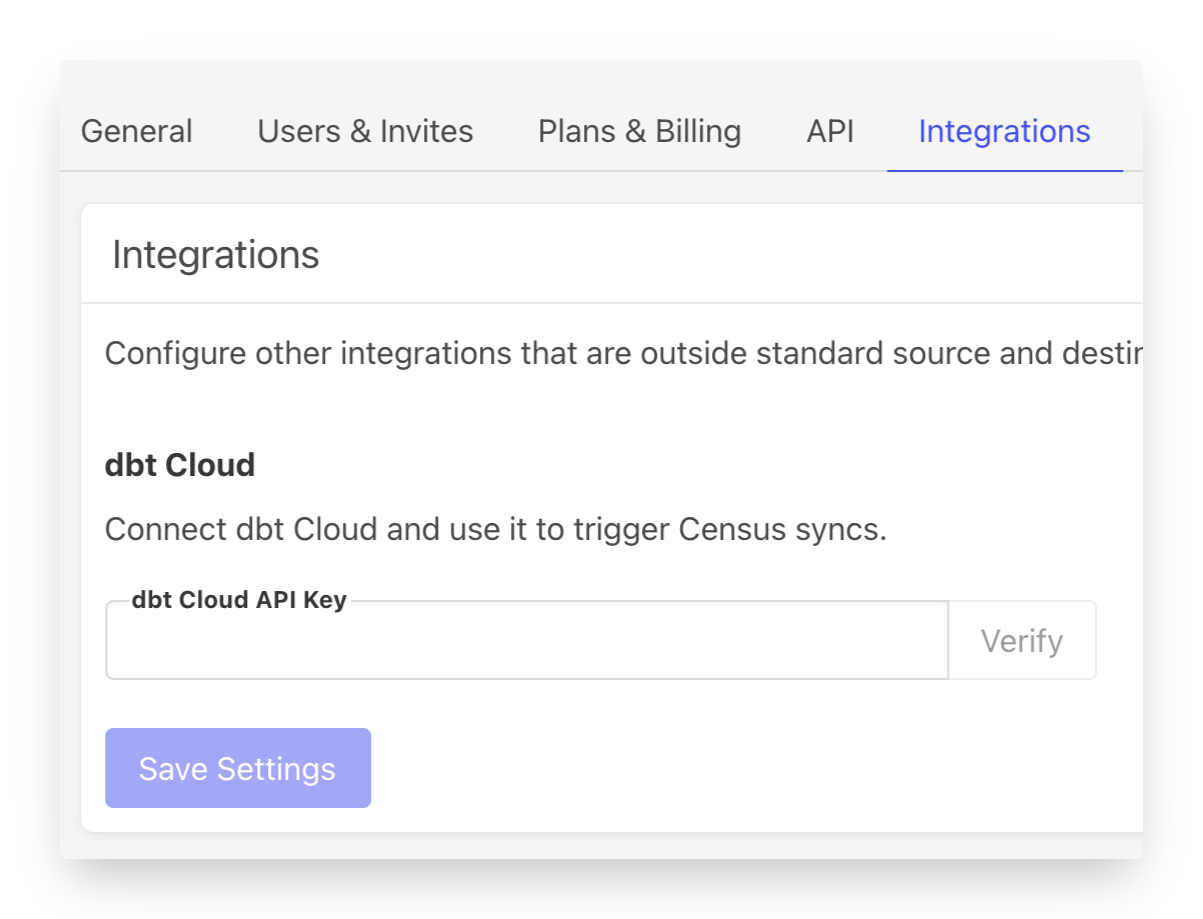 General Users & Invites Plans & Billing API Integrations
Integrations
Configure other integrations that are outside standard source and
dbt Cloud
Connect dbt Cloud and use it to trigger Census syncs.
dbt Cloud API Key
Verify
Save Settings